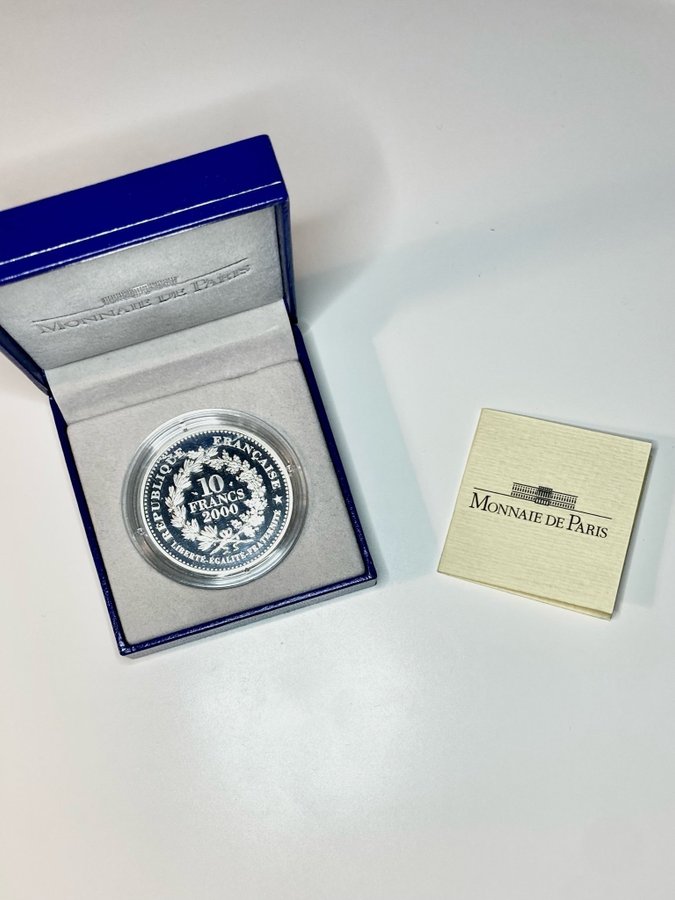 MONNAIE DE PARIS
RÉPUBLIQUE FRANÇAISE
10
FRANCS
2000
LIBERTÉ·ÉGALITÉ·FRATERNITÉ
MONNAIE DE PARIS